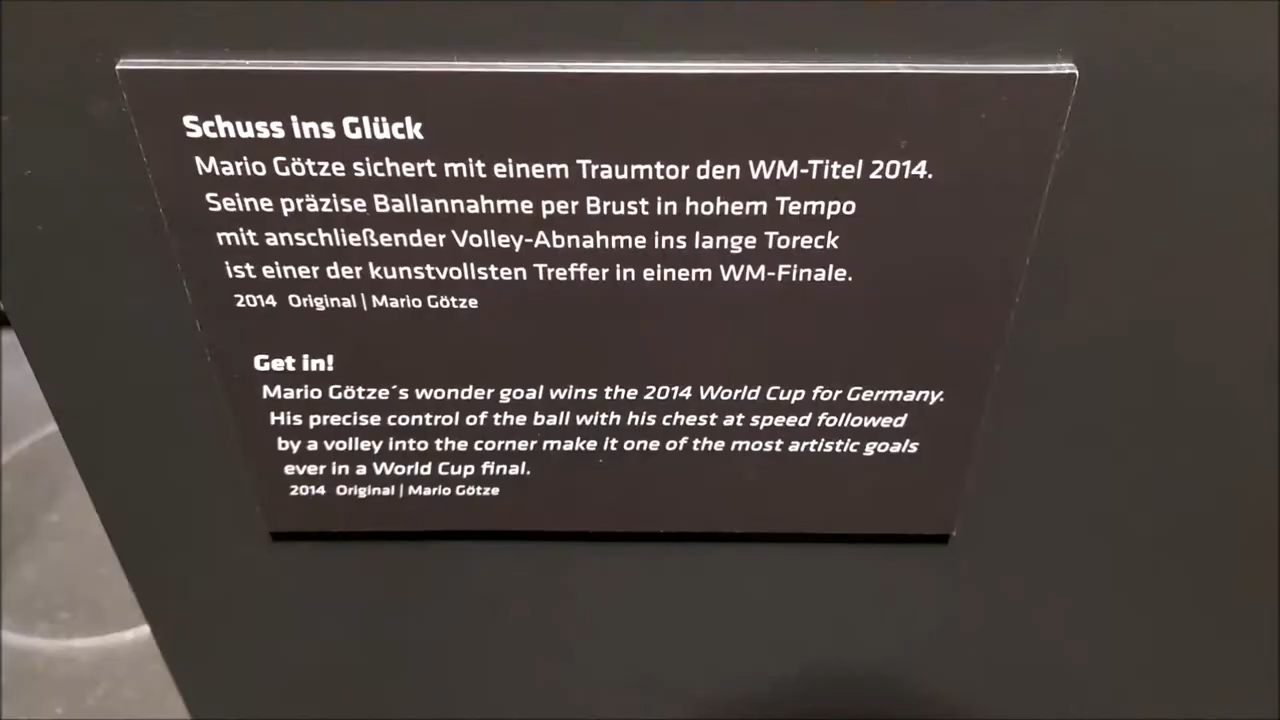 Schuss ins Glück
Mario Götze sichert mit einem Traumtor den WM-Titel 2014.
Seine präzise Ballannahme per Brust in hohem Tempo
mit anschließender Volley-Abnahme ins lange Toreck
ist einer der kunstvollsten Treffer in einem WM-Finale.
2014 Original | Mario Götze
Get in!
Mario Götze´s wonder goal wins the 2014 World Cup for Germany.
His precise control of the ball with his chest at speed followed
by a volley into the corner make it one of the most artistic goals
ever in a World Cup final.
2014 Original | Mario Götze